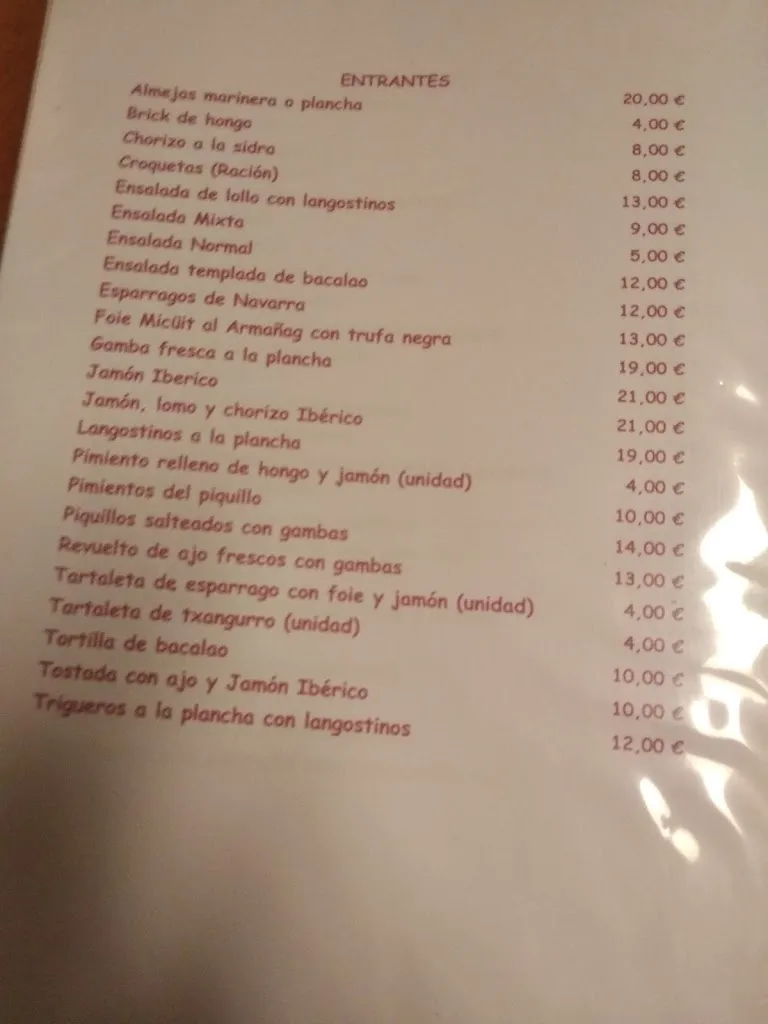 ENTRANTES
Almejas marinera o plancha 20,00 €
Brick de hongo 4,00 €
Chorizo a la sidra 8,00 €
Croquetas (Ración) 8,00 €
Ensalada de lollo con langostinos 13,00 €
Ensalada Mixta 9,00 €
Ensalada Normal 5,00 €
Ensalada templada de bacalao 12,00 €
Esparragos de Navarra 12,00 €
Foie Micüit al Armañag con trufa negra 13,00 €
Gamba fresca a la plancha 19,00 €
Jamón Iberico 21,00 €
Jamón, lomo y chorizo Ibérico 21,00 €
Langostinos a la plancha 19,00 €
Pimiento relleno de hongo y jamón (unidad) 4,00 €
Pimientos del piquillo 10,00 €
Piquillos salteados con gambas 14,00 €
Revuelto de ajo frescos con gambas 13,00 €
Tartaleta de esparrago con foie y jamón (unidad) 4,00 €
Tartaleta de txangurro (unidad) 4,00 €
Tortilla de bacalao 10,00 €
Tostada con ajo y Jamón Ibérico 10,00 €
Trigueros a la plancha con langostinos 12,00 €